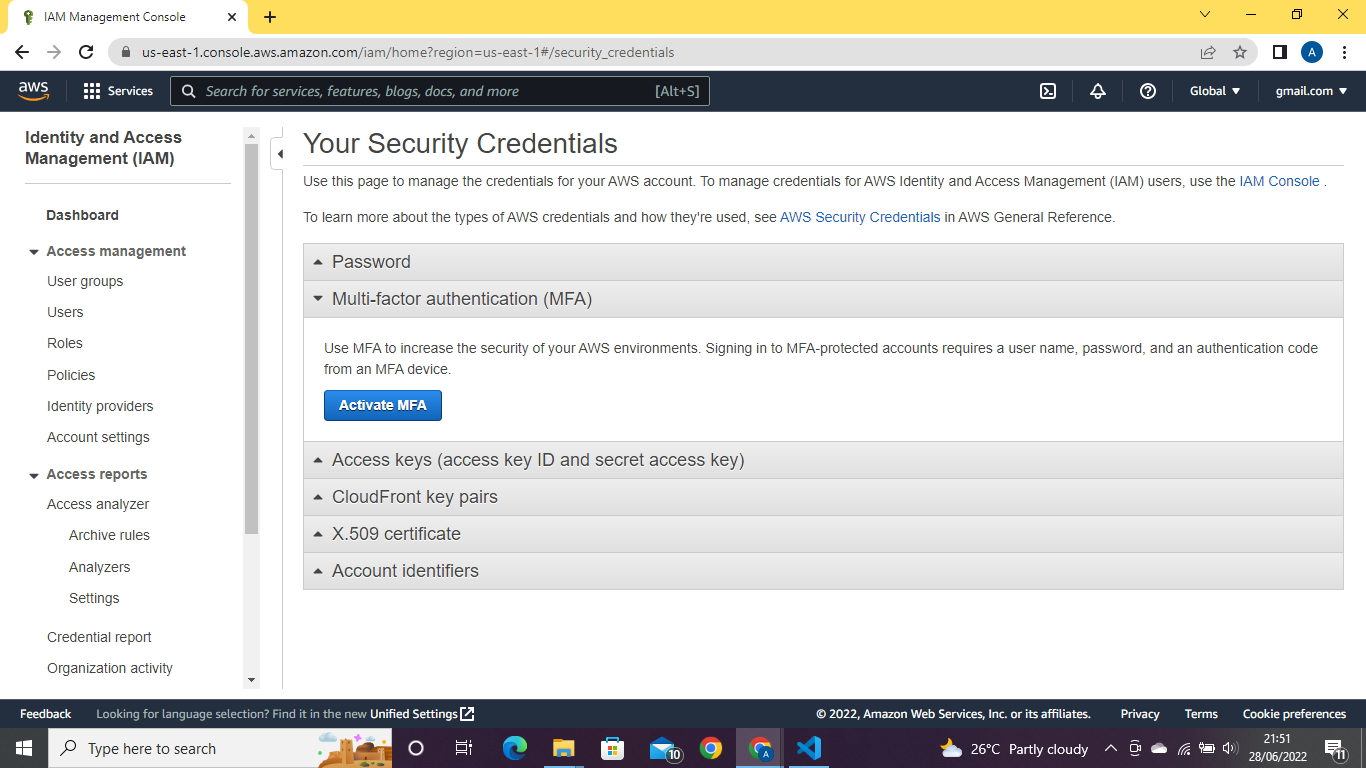 IAM Management Console
us-east-1.console.aws.amazon.com/iam/home?region=us-east-1#/security_credentials
A
aws
Services
Search for services, features, blogs, docs, and more
[Alt+S]
Global
gmail.com
Identity and Access
Management (IAM)
Dashboard
Access management
User groups
Users
Roles
Policies
Identity providers
Account settings
Access reports
Access analyzer
Archive rules
Analyzers
Settings
Credential report
Organization activity
Your Security Credentials
Use this page to manage the credentials for your AWS account. To manage credentials for AWS Identity and Access Management (IAM) users, use the IAM Console .
To learn more about the types of AWS credentials and how they're used, see AWS Security Credentials in AWS General Reference.
Password
Multi-factor authentication (MFA)
Use MFA to increase the security of your AWS environments. Signing in to MFA-protected accounts requires a user name, password, and an authentication code
from an MFA device.
Activate MFA
Access keys (access key ID and secret access key)
CloudFront key pairs
X.509 certificate
Account identifiers
Feedback
Looking for language selection? Find it in the new Unified Settings
© 2022, Amazon Web Services, Inc. or its affiliates.
Privacy
Terms
Cookie preferences
Type here to search
10
A
26°C Partly cloudy
21:51
28/06/2022
11